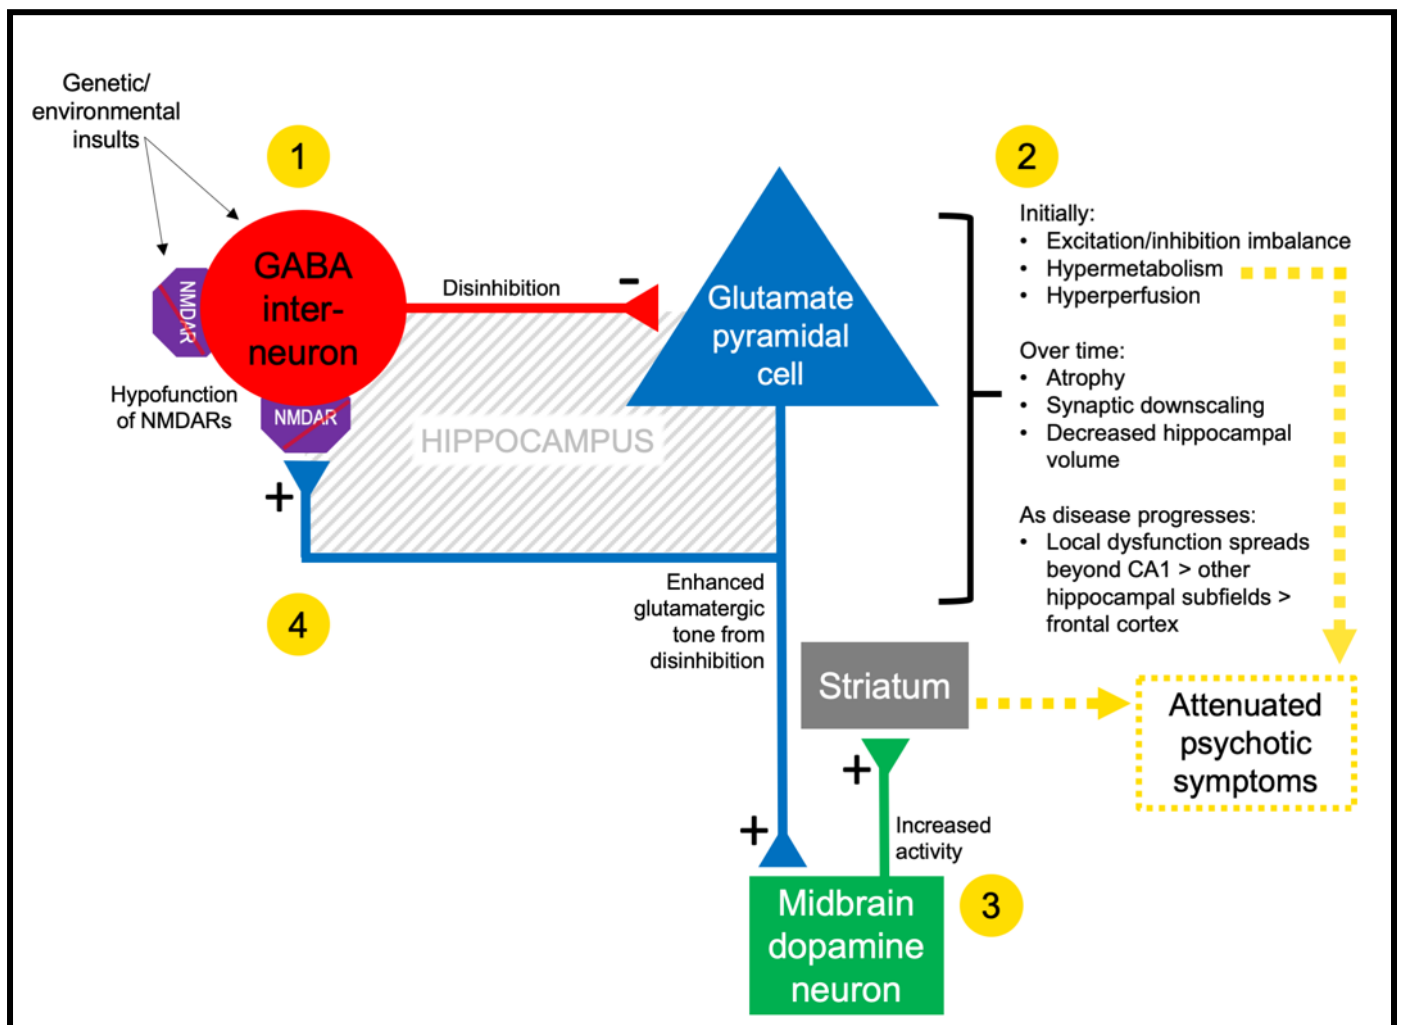 Genetic/
environmental
insults
1
GABA
inter-
neuron
NMDAR
Hypofunction
of NMDARs
NMDAR
+
Disinhibition
-
Glutamate
pyramidal
cell
HIPPOCAMPUS
2
Initially:
• Excitation/inhibition imbalance
• Hypermetabolism
• Hyperperfusion
Over time:
• Atrophy
• Synaptic downscaling
• Decreased hippocampal
volume
As disease progresses:
• Local dysfunction spreads
beyond CA1 > other
hippocampal subfields >
frontal cortex
4
Enhanced
glutamatergic
tone from
disinhibition
Striatum
Attenuated
psychotic
symptoms
+
+
Increased
activity
Midbrain
dopamine
neuron
3